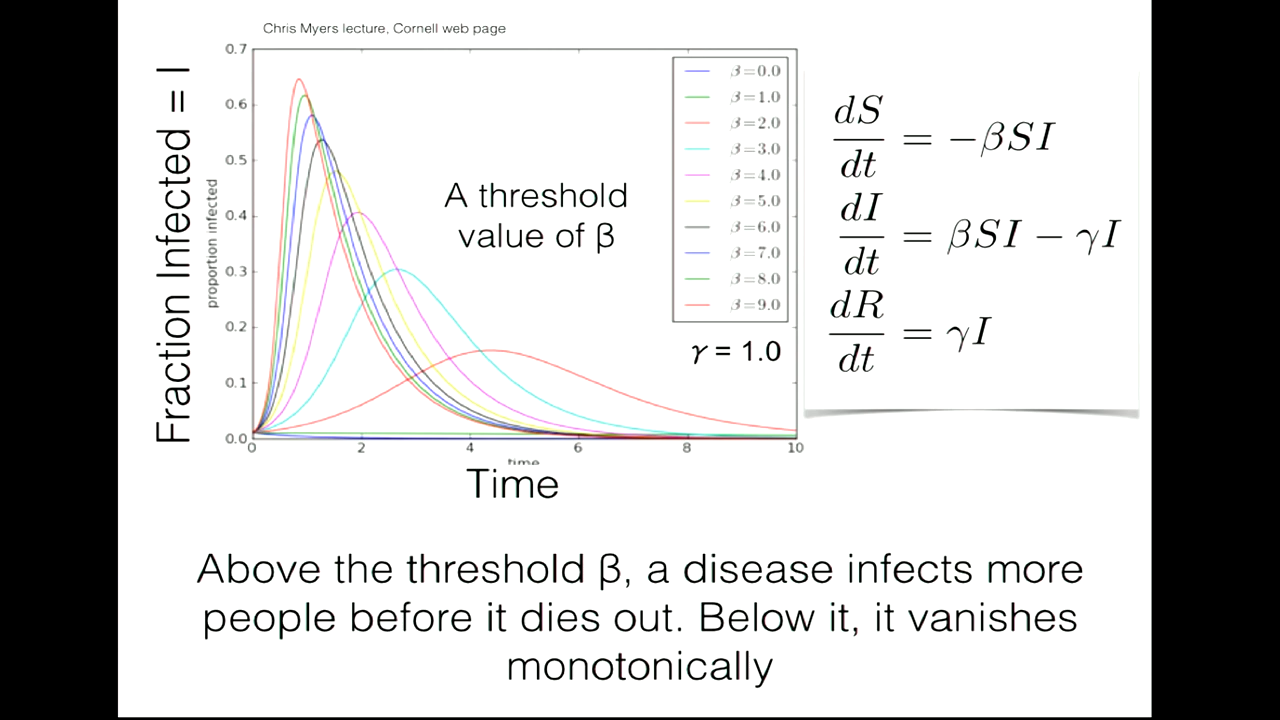 Chris Myers lecture, Cornell web page
Fraction Infected = I
proportion infected
0.7
0.6
0.5
0.4
0.3
0.2
0.1
0.0
0 2 4 6 8 10
time
Time
A threshold
value of β
β=0.0
β=1.0
β=2.0
β=3.0
β=4.0
β=5.0
β=6.0
β=7.0
β=8.0
β=9.0
γ = 1.0
dS/dt = −βSI
dI/dt = βSI − γI
dR/dt = γI
Above the threshold β, a disease infects more
people before it dies out. Below it, it vanishes
monotonically